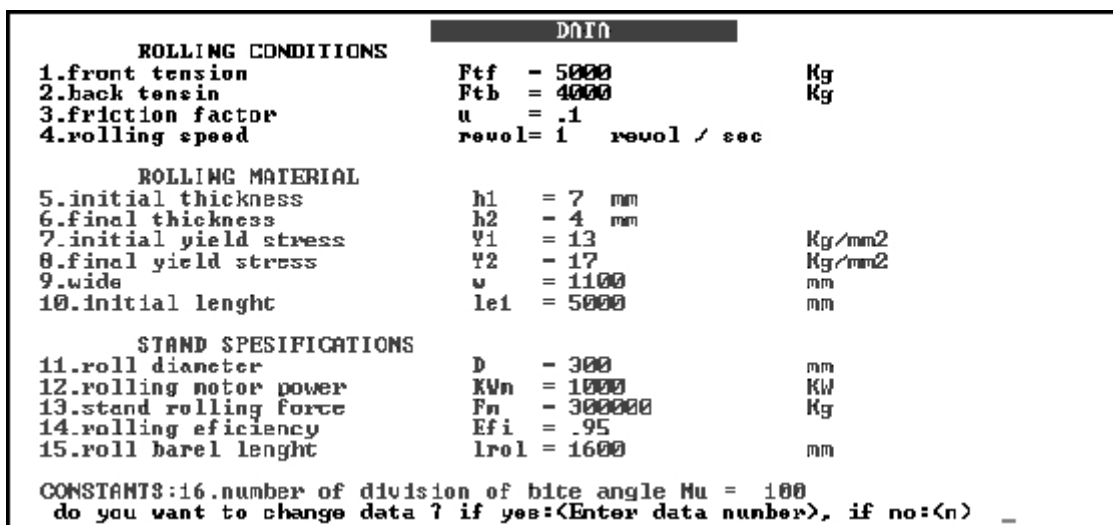 DATA
ROLLING CONDITIONS
1.front tension Ftf = 5000 Kg
2.back tensin Ftb = 4000 Kg
3.friction factor u = .1
4.rolling speed revol= 1 revol / sec
ROLLING MATERIAL
5.initial thickness h1 = 7 mm
6.final thickness h2 = 4 mm
7.initial yield stress Y1 = 13 Kg/mm2
8.final yield stress Y2 = 17 Kg/mm2
9.wide w = 1100 mm
10.initial lenght le1 = 5000 mm
STAND SPESIFICATIONS
11.roll diameter D = 300 mm
12.rolling motor power KWm = 1000 KW
13.stand rolling force Fm = 300000 Kg
14.rolling eficiency Efi = .95
15.roll barel lenght lrol = 1600 mm
CONSTANTS:16.number of division of bite angle Nu = 100
do you want to change data ? if yes:<Enter data number>, if no:<n> _